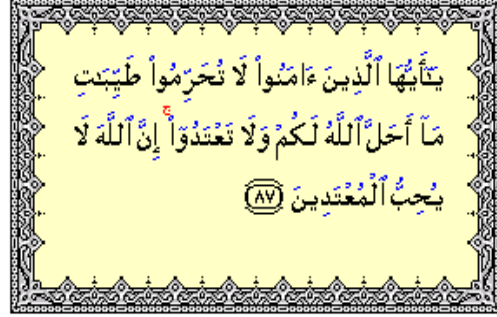 يَـٰٓأَيُّهَا ٱلَّذِينَ ءَامَنُوا۟ لَا تُحَرِّمُوا۟ طَيِّبَـٰتِ
مَآ أَحَلَّ ٱللَّهُ لَكُمْ وَلَا تَعْتَدُوٓا۟ ۚ إِنَّ ٱللَّهَ لَا
يُحِبُّ ٱلْمُعْتَدِينَ ٨٧